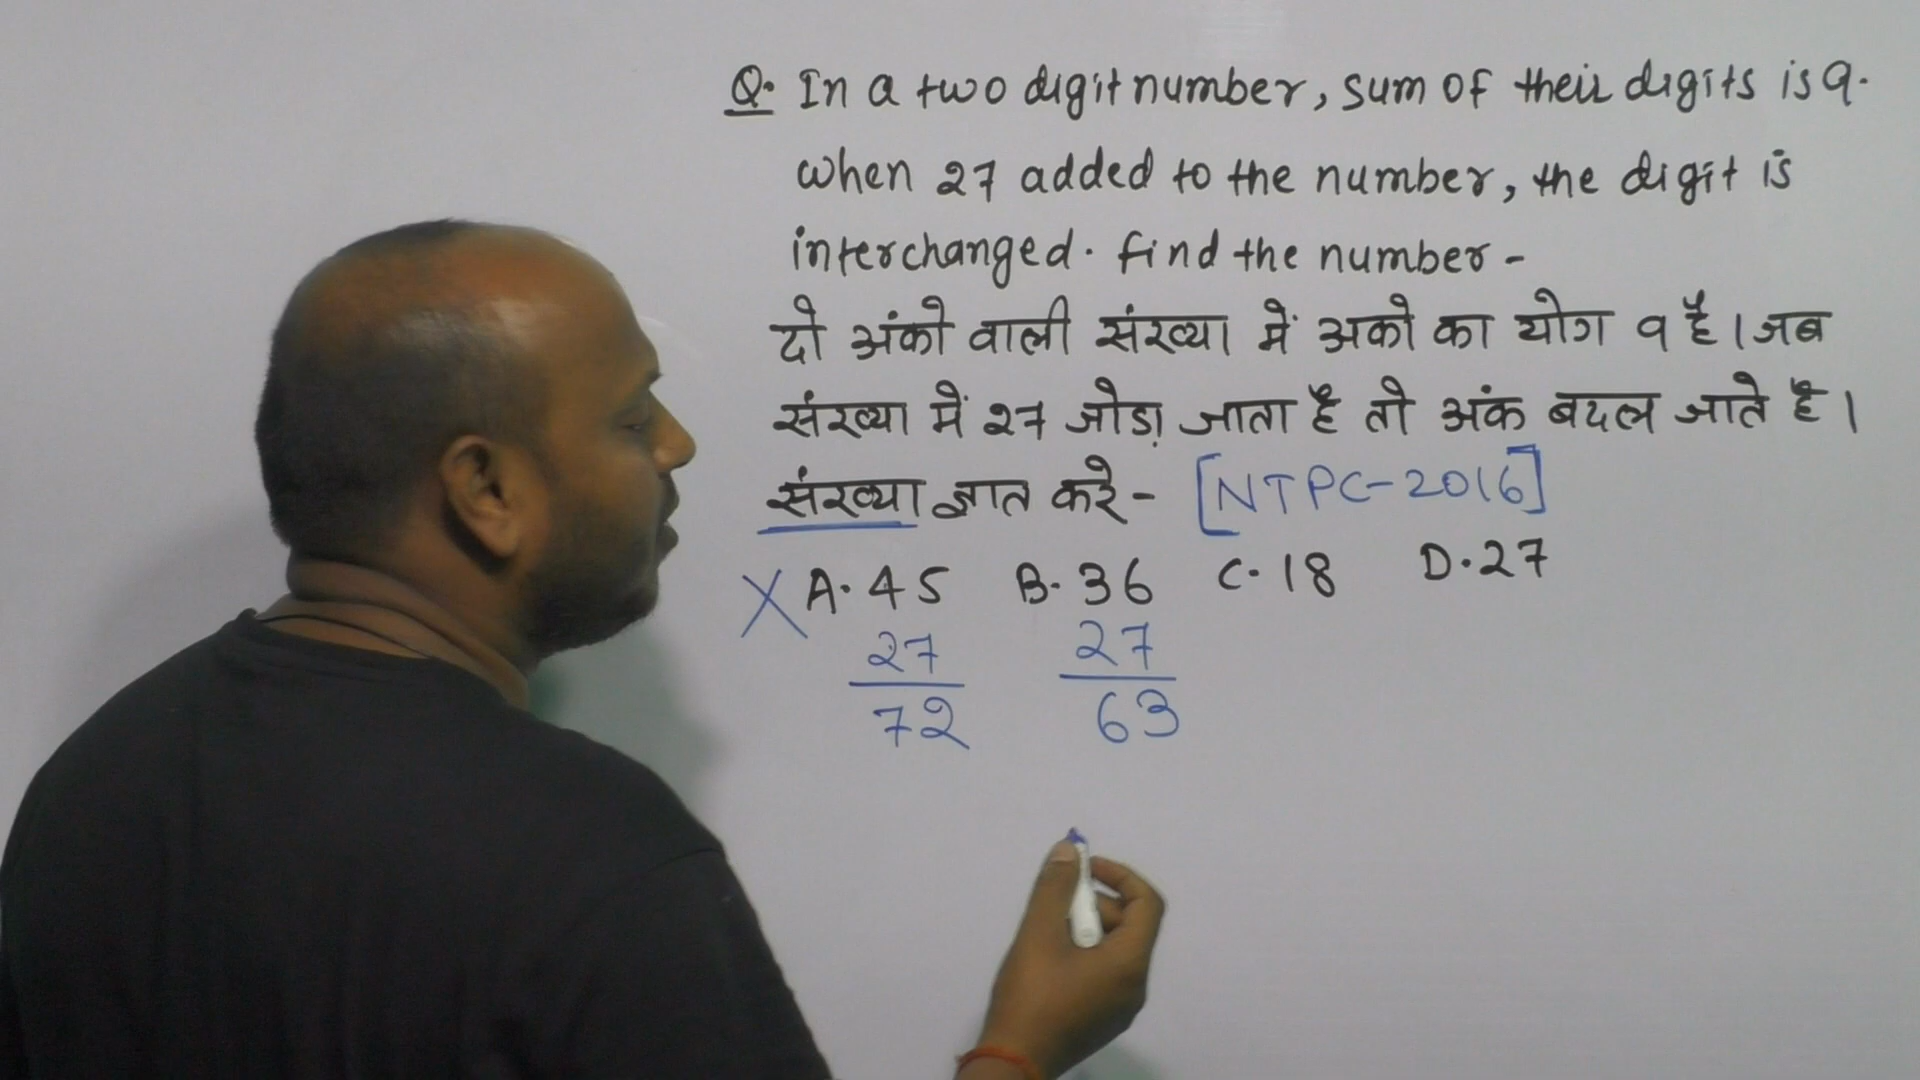 Q. In a two digit number, sum of their digits is 9.
when 27 added to the number, the digit is
interchanged. find the number -
दो अंको वाली संख्या में अको का योग 9 है। जब
संख्या में 27 जोडा़ जाता है तो अंक बदल जाते है।
संख्या ज्ञात करे - [NTPC-2016]
X A. 45 B. 36 C. 18 D. 27
27 27
72 63